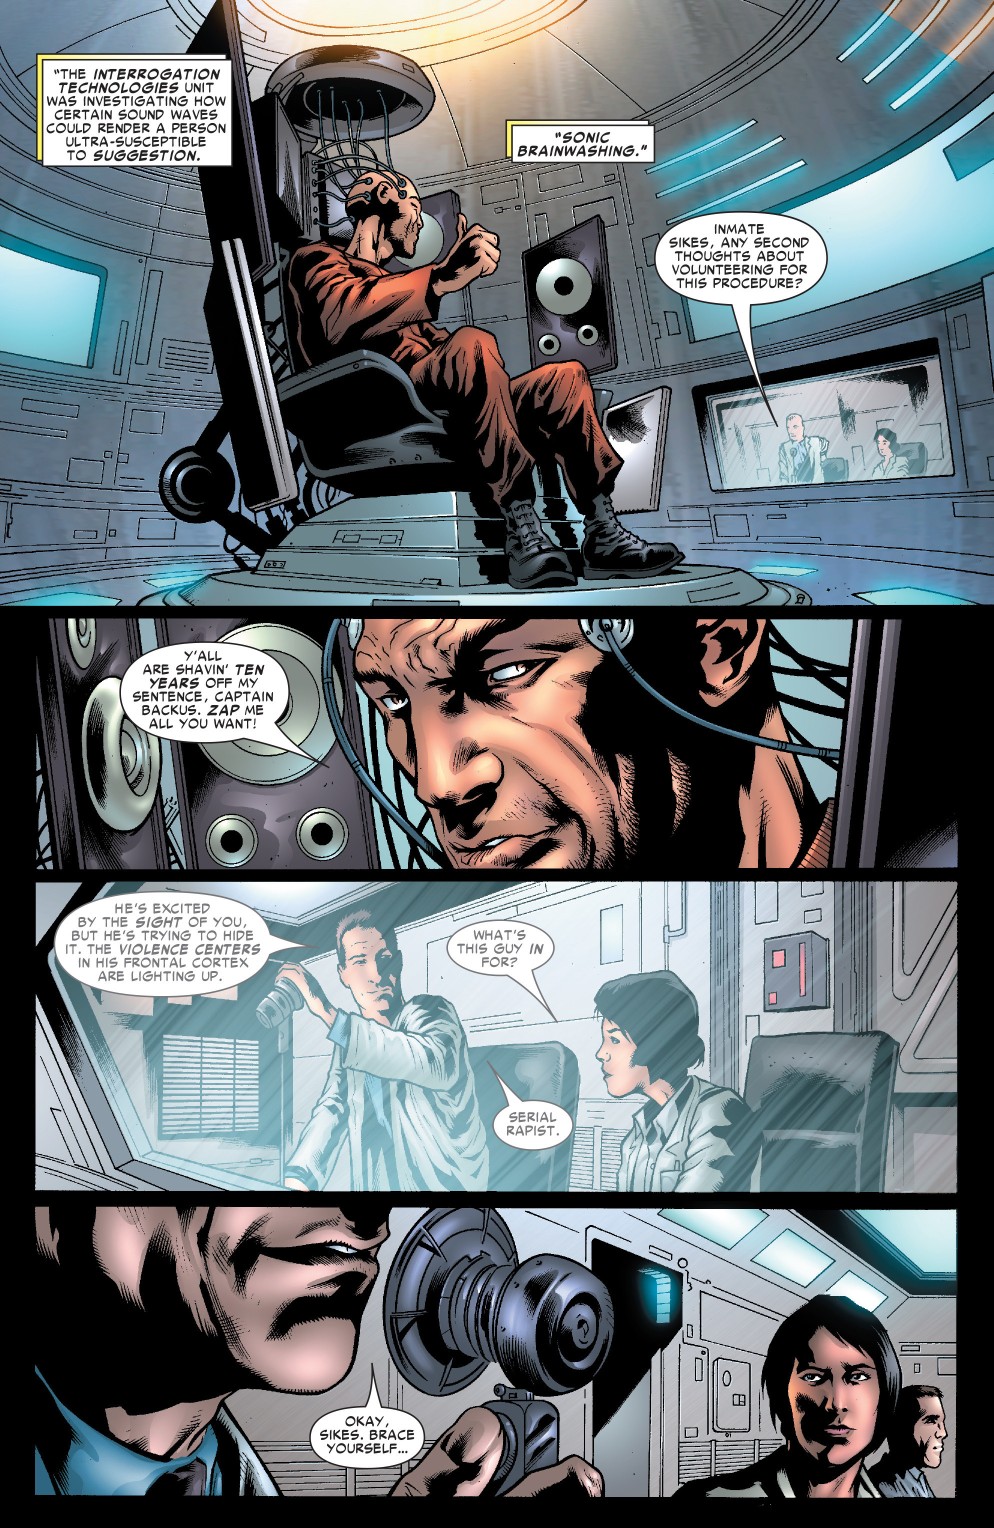 "THE INTERROGATION
TECHNOLOGIES UNIT
WAS INVESTIGATING HOW
CERTAIN SOUND WAVES
COULD RENDER A PERSON
ULTRA-SUSCEPTIBLE
TO SUGGESTION.
"SONIC
BRAINWASHING."
INMATE
SIKES, ANY SECOND
THOUGHTS ABOUT
VOLUNTEERING FOR
THIS PROCEDURE?
Y'ALL
ARE SHAVIN' TEN
YEARS OFF MY
SENTENCE, CAPTAIN
BACKUS. ZAP ME
ALL YOU WANT!
HE'S EXCITED
BY THE SIGHT OF YOU,
BUT HE'S TRYING TO HIDE
IT. THE VIOLENCE CENTERS
IN HIS FRONTAL CORTEX
ARE LIGHTING UP.
WHAT'S
THIS GUY IN
FOR?
SERIAL
RAPIST.
OKAY,
SIKES. BRACE
YOURSELF...